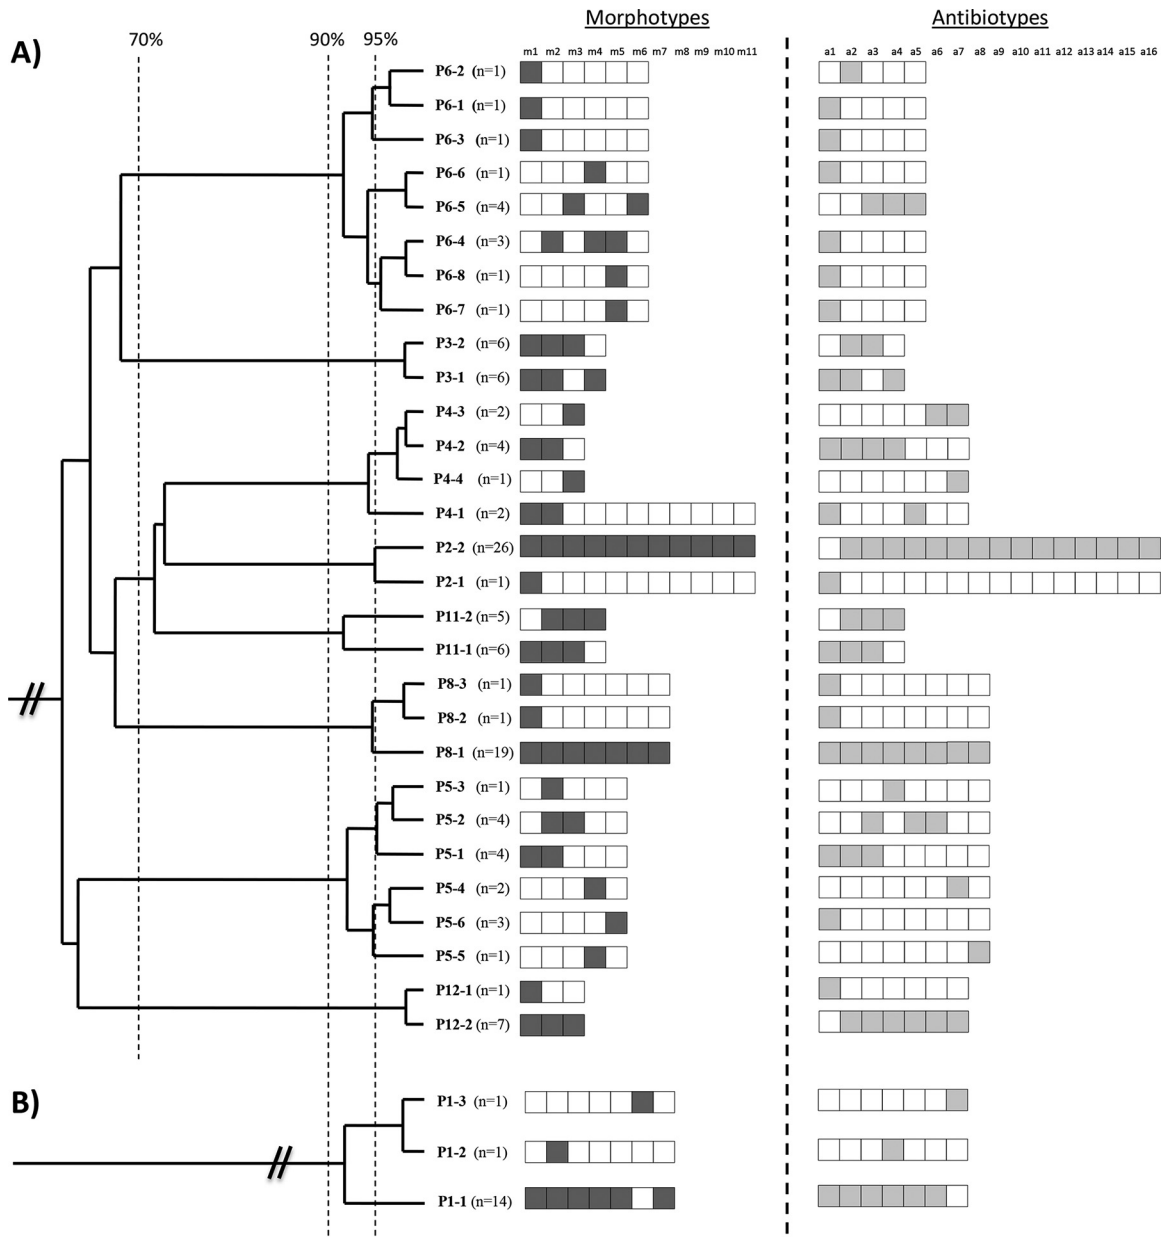 Morphotypes Antibiotypes
A) 70% 90% 95% m1 m2 m3 m4 m5 m6 m7 m8 m9 m10 m11 a1 a2 a3 a4 a5 a6 a7 a8 a9 a10 a11 a12 a13 a14 a15 a16
P6-2 (n=1)
P6-1 (n=1)
P6-3 (n=1)
P6-6 (n=1)
P6-5 (n=4)
P6-4 (n=3)
P6-8 (n=1)
P6-7 (n=1)
P3-2 (n=6)
P3-1 (n=6)
P4-3 (n=2)
P4-2 (n=4)
P4-4 (n=1)
P4-1 (n=2)
P2-2 (n=26)
P2-1 (n=1)
P11-2 (n=5)
P11-1 (n=6)
P8-3 (n=1)
P8-2 (n=1)
P8-1 (n=19)
P5-3 (n=1)
P5-2 (n=4)
P5-1 (n=4)
P5-4 (n=2)
P5-6 (n=3)
P5-5 (n=1)
P12-1 (n=1)
P12-2 (n=7)
B)
P1-3 (n=1)
P1-2 (n=1)
P1-1 (n=14)